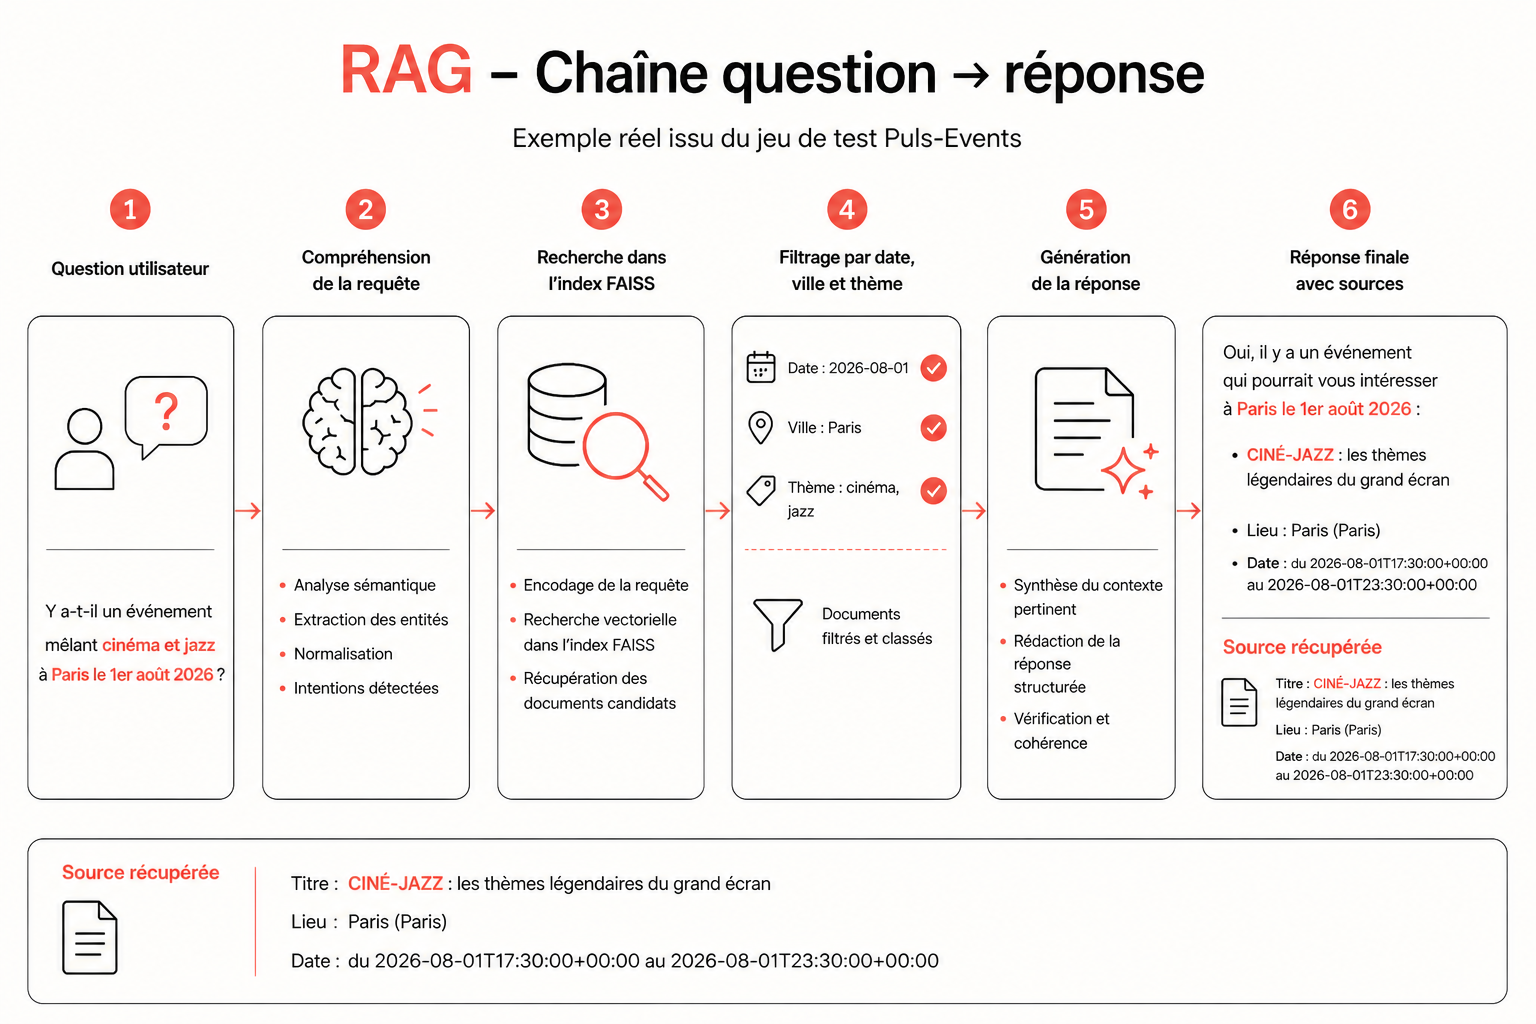 RAG – Chaîne question → réponse
Exemple réel issu du jeu de test Puls-Events
1
Question utilisateur
?
Y a-t-il un événement
mêlant cinéma et jazz
à Paris le 1er août 2026 ?
2
Compréhension
de la requête
Analyse sémantique
Extraction des entités
Normalisation
Intentions détectées
3
Recherche dans
l'index FAISS
Encodage de la requête
Recherche vectorielle
dans l'index FAISS
Récupération des
documents candidats
4
Filtrage par date,
ville et thème
Date : 2026-08-01
Ville : Paris
Thème : cinéma,
jazz
Documents
filtrés et classés
5
Génération
de la réponse
Synthèse du contexte
pertinent
Rédaction de la
réponse
structurée
Vérification et
cohérence
6
Réponse finale
avec sources
Oui, il y a un événement
qui pourrait vous intéresser
à Paris le 1er août 2026 :
• CINÉ-JAZZ : les thèmes
légendaires du grand écran
• Lieu : Paris (Paris)
• Date : du 2026-08-01T17:30:00+00:00
au 2026-08-01T23:30:00+00:00
Source récupérée
Titre : CINÉ-JAZZ : les thèmes
légendaires du grand écran
Lieu : Paris (Paris)
Date : du 2026-08-01T17:30:00+00:00
au 2026-08-01T23:30:00+00:00
Source récupérée
Titre : CINÉ-JAZZ : les thèmes légendaires du grand écran
Lieu : Paris (Paris)
Date : du 2026-08-01T17:30:00+00:00 au 2026-08-01T23:30:00+00:00